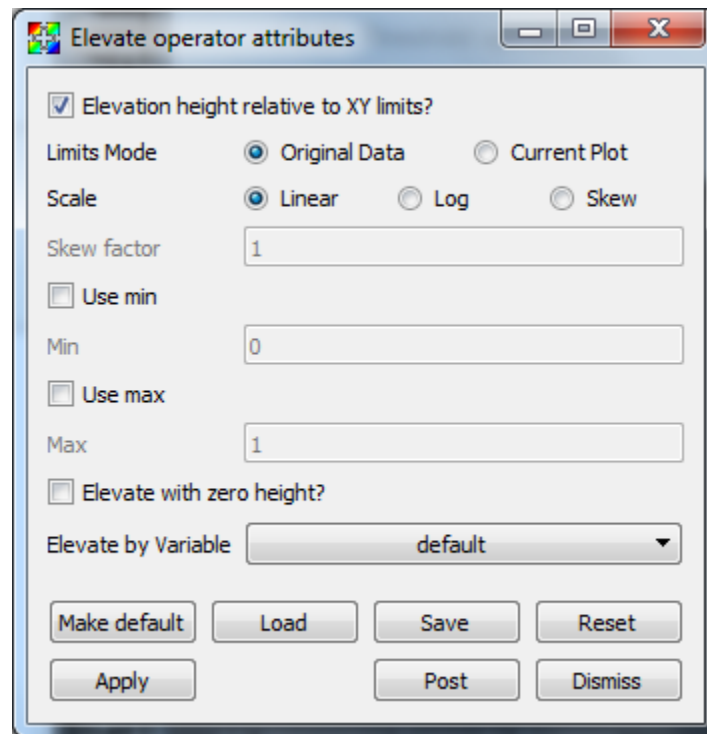 Elevate operator attributes
Elevation height relative to XY limits?
Limits Mode Original Data Current Plot
Scale Linear Log Skew
Skew factor 1
Use min
Min 0
Use max
Max 1
Elevate with zero height?
Elevate by Variable default
Make default Load Save Reset
Apply Post Dismiss